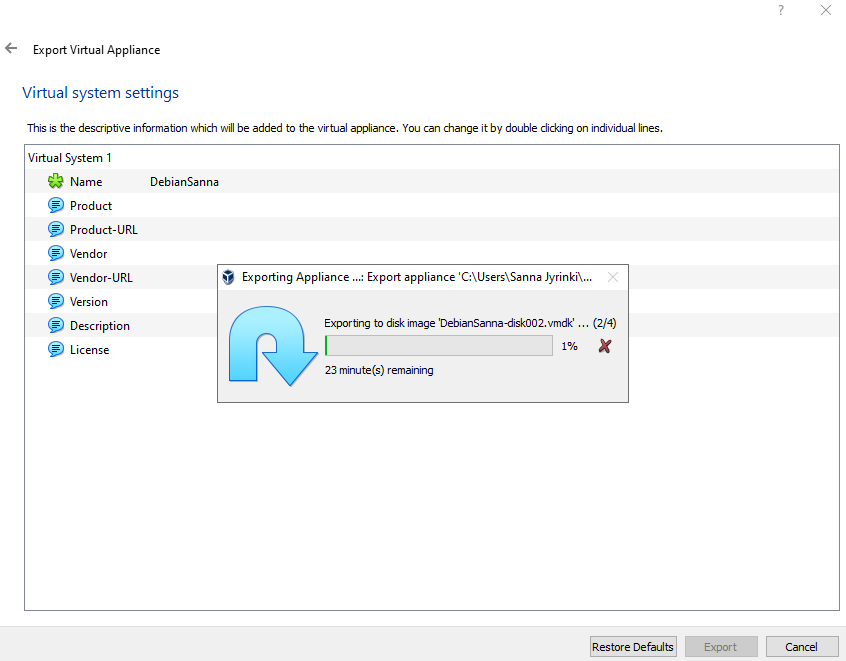 ?
Export Virtual Appliance
Virtual system settings
This is the descriptive information which will be added to the virtual appliance. You can change it by double clicking on individual lines.
Virtual System 1
Name DebianSanna
Product
Product-URL
Vendor
Vendor-URL
Version
Description
License
Exporting Appliance ...: Export appliance 'C:\Users\Sanna Jyrinki\...
Exporting to disk image 'DebianSanna-disk002.vmdk' ... (2/4)
1%
23 minute(s) remaining
Restore Defaults Export Cancel